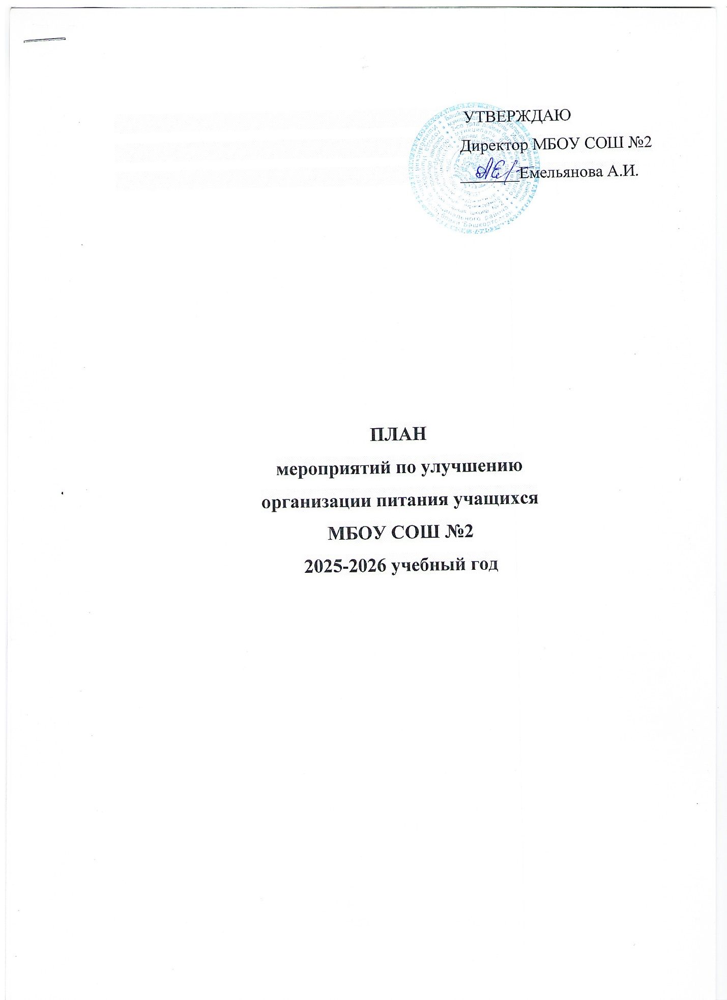 УТВЕРЖДАЮ
Директор МБОУ СОШ №2
Емельянова А.И.
ПЛАН
мероприятий по улучшению
организации питания учащихся
МБОУ СОШ №2
2025-2026 учебный год